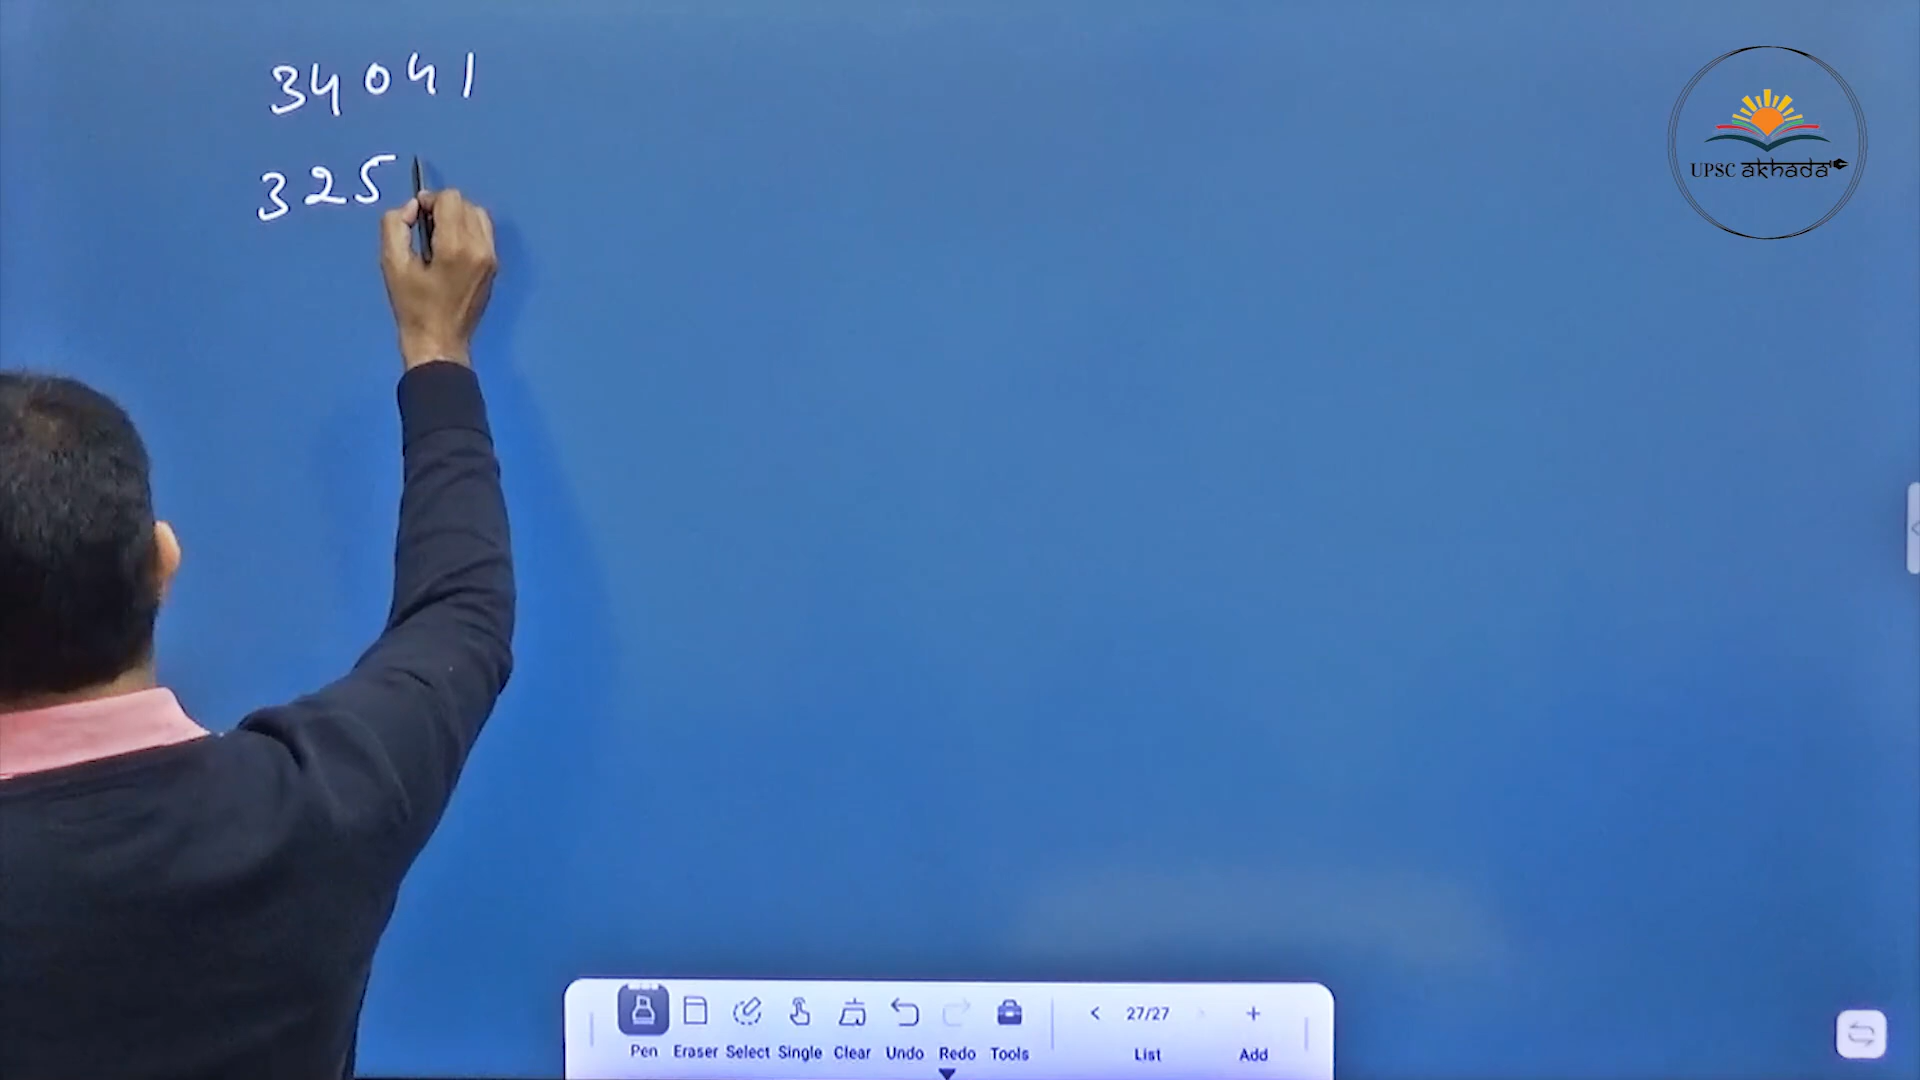 34041
325
UPSC akhada
27/27
Pen Eraser Select Single Clear Undo Redo Tools List Add